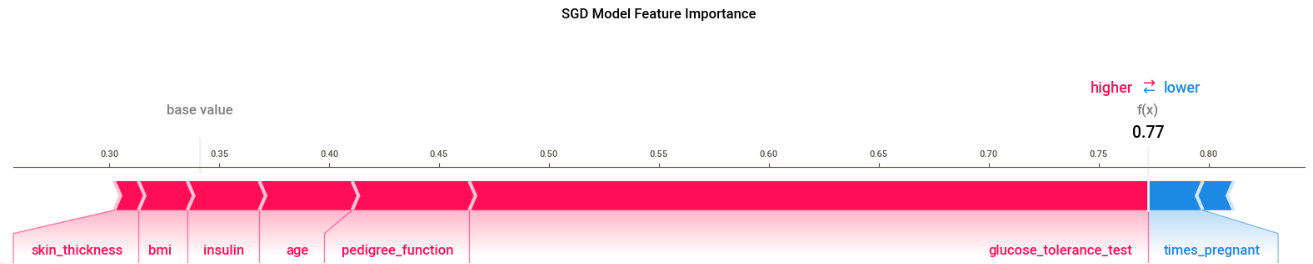 SGD Model Feature Importance
higher ⇄ lower
base value
f(x)
0.77
0.30 0.35 0.40 0.45 0.50 0.55 0.60 0.65 0.70 0.75 0.80
skin_thickness bmi insulin age pedigree_function glucose_tolerance_test times_pregnant